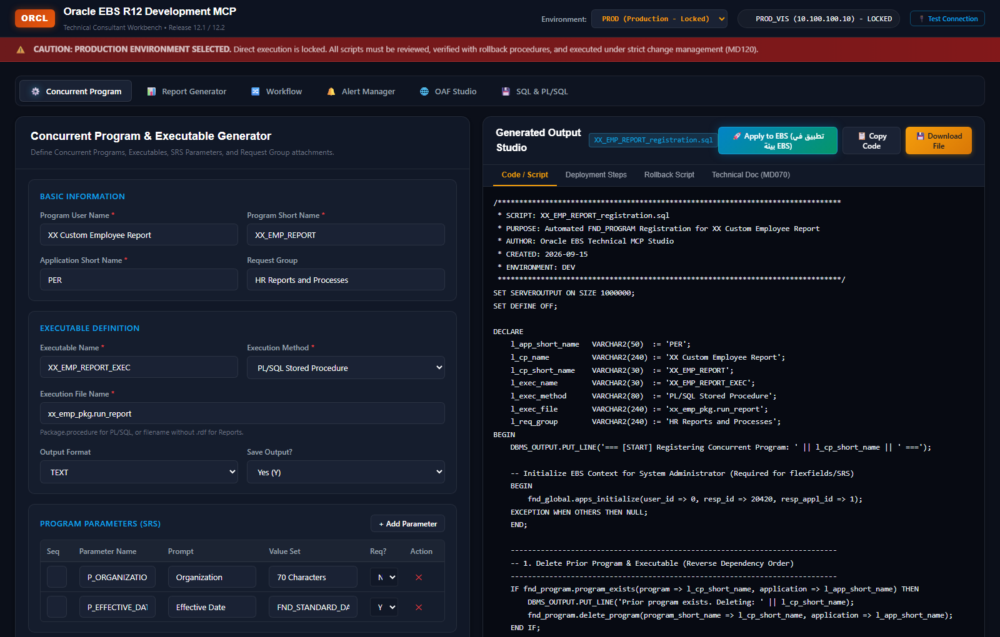 ORCL
Oracle EBS R12 Development MCP
Technical Consultant Workbench • Release 12.1 / 12.2
Environment:
PROD (Production - Locked)
PROD_VIS (10.100.100.10) - LOCKED
Test Connection
CAUTION: PRODUCTION ENVIRONMENT SELECTED. Direct execution is locked. All scripts must be reviewed, verified with rollback procedures, and executed under strict change management (MD120).
Concurrent Program
Report Generator
Workflow
Alert Manager
OAF Studio
SQL & PL/SQL
Concurrent Program & Executable Generator
Define Concurrent Programs, Executables, SRS Parameters, and Request Group attachments.
BASIC INFORMATION
Program User Name *
Program Short Name *
XX Custom Employee Report
XX_EMP_REPORT
Application Short Name *
Request Group
PER
HR Reports and Processes
EXECUTABLE DEFINITION
Executable Name *
Execution Method *
XX_EMP_REPORT_EXEC
PL/SQL Stored Procedure
Execution File Name *
xx_emp_pkg.run_report
Package.procedure for PL/SQL, or filename without .rdf for Reports.
Output Format
Save Output?
TEXT
Yes (Y)
PROGRAM PARAMETERS (SRS)
+ Add Parameter
Seq Parameter Name Prompt Value Set Req? Action
P_ORGANIZATIO Organization 70 Characters N ✕
P_EFFECTIVE_DAT Effective Date FND_STANDARD_DA Y ✕
Generated Output
Studio
XX_EMP_REPORT_registration.sql
Apply to EBS (تطبيق في
بيئة EBS)
Copy
Code
Download
File
Code / Script
Deployment Steps
Rollback Script
Technical Doc (MD070)
/********************************************************************************
* SCRIPT: XX_EMP_REPORT_registration.sql
* PURPOSE: Automated FND_PROGRAM Registration for XX Custom Employee Report
* AUTHOR: Oracle EBS Technical MCP Studio
* CREATED: 2026-09-15
* ENVIRONMENT: DEV
********************************************************************************/
SET SERVEROUTPUT ON SIZE 1000000;
SET DEFINE OFF;
DECLARE
l_app_short_name VARCHAR2(50) := 'PER';
l_cp_name VARCHAR2(240) := 'XX Custom Employee Report';
l_cp_short_name VARCHAR2(30) := 'XX_EMP_REPORT';
l_exec_name VARCHAR2(30) := 'XX_EMP_REPORT_EXEC';
l_exec_method VARCHAR2(80) := 'PL/SQL Stored Procedure';
l_exec_file VARCHAR2(240) := 'xx_emp_pkg.run_report';
l_req_group VARCHAR2(240) := 'HR Reports and Processes';
BEGIN
DBMS_OUTPUT.PUT_LINE('=== [START] Registering Concurrent Program: ' || l_cp_short_name || ' ===');
-- Initialize EBS Context for System Administrator (Required for flexfields/SRS)
BEGIN
fnd_global.apps_initialize(user_id => 0, resp_id => 20420, resp_appl_id => 1);
EXCEPTION WHEN OTHERS THEN NULL;
END;
----------------------------------------------------------------------------
-- 1. Delete Prior Program & Executable (Reverse Dependency Order)
----------------------------------------------------------------------------
IF fnd_program.program_exists(program => l_cp_short_name, application => l_app_short_name) THEN
DBMS_OUTPUT.PUT_LINE('Prior program exists. Deleting: ' || l_cp_short_name);
fnd_program.delete_program(program_short_name => l_cp_short_name, application => l_app_short_name);
END IF;